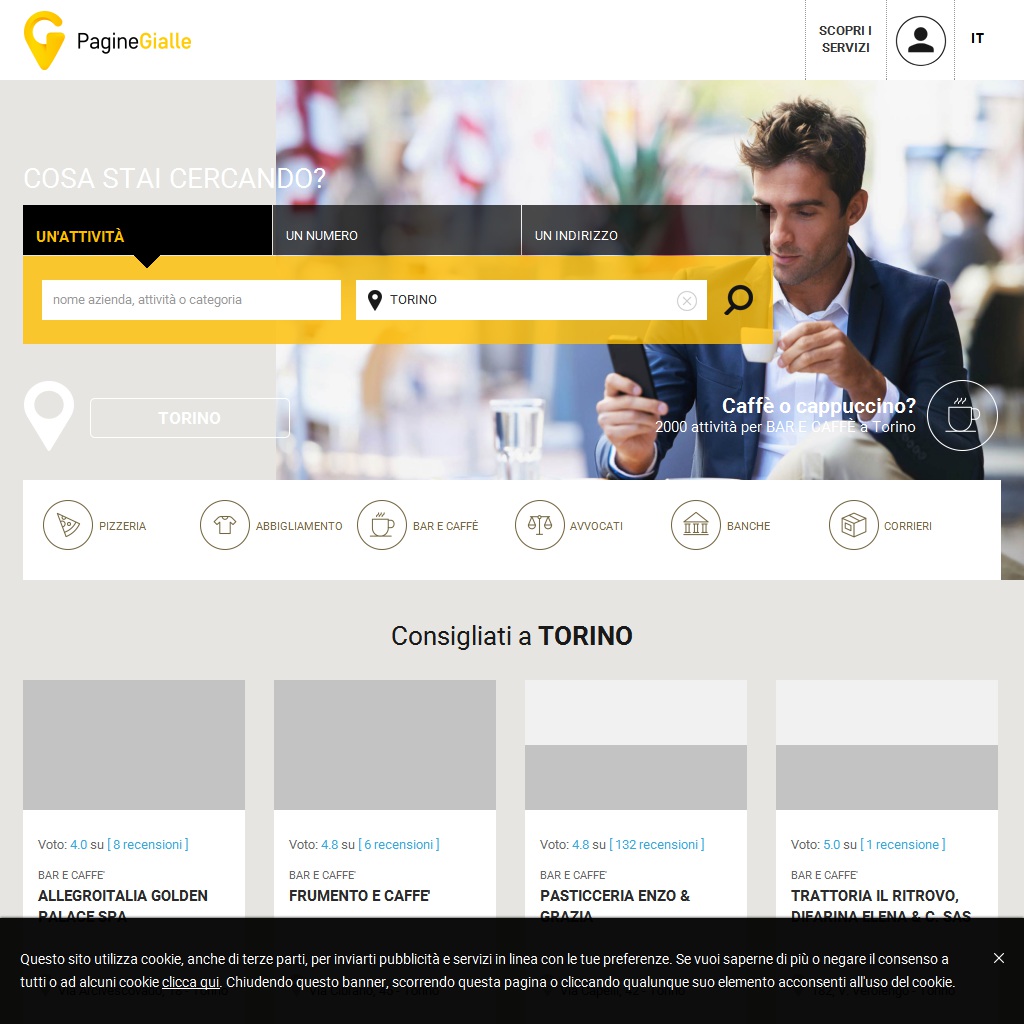 PagineGialle
SCOPRI I
SERVIZI
IT
COSA STAI CERCANDO?
UN'ATTIVITÀ
UN NUMERO
UN INDIRIZZO
nome azienda, attività o categoria
TORINO
TORINO
Caffè o cappuccino?
2000 attività per BAR E CAFFÈ a Torino
PIZZERIA
ABBIGLIAMENTO
BAR E CAFFÈ
AVVOCATI
BANCHE
CORRIERI
Consigliati a TORINO
Voto: 4.0 su [ 8 recensioni ]
BAR E CAFFE'
ALLEGROITALIA GOLDEN
PALACE SPA
Voto: 4.8 su [ 6 recensioni ]
BAR E CAFFE'
FRUMENTO E CAFFE'
Voto: 4.8 su [ 132 recensioni ]
BAR E CAFFE'
PASTICCERIA ENZO &
GRAZIA
Voto: 5.0 su [ 1 recensione ]
BAR E CAFFE'
TRATTORIA IL RITROVO,
DIFARINA ELENA & C. SAS
Questo sito utilizza cookie, anche di terze parti, per inviarti pubblicità e servizi in linea con le tue preferenze. Se vuoi saperne di più o negare il consenso a
tutti o ad alcuni cookie clicca qui. Chiudendo questo banner, scorrendo questa pagina o cliccando qualunque suo elemento acconsenti all'uso del cookie.